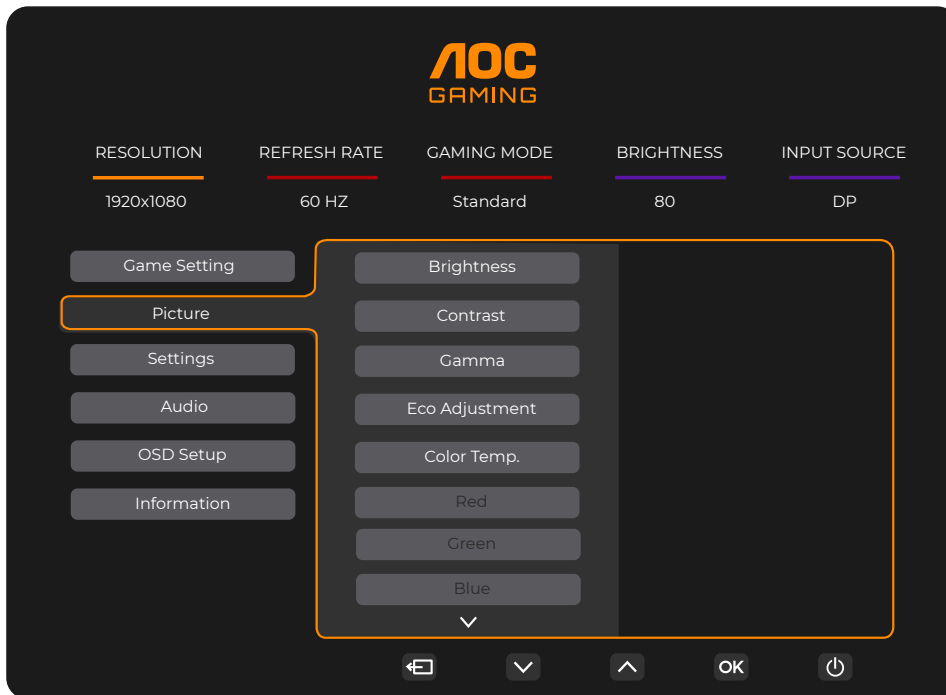 AOC
GAMING
RESOLUTION REFRESH RATE GAMING MODE BRIGHTNESS INPUT SOURCE
1920x1080 60 HZ Standard 80 DP
Game Setting
Picture
Settings
Audio
OSD Setup
Information
Brightness
Contrast
Gamma
Eco Adjustment
Color Temp.
Red
Green
Blue
OK